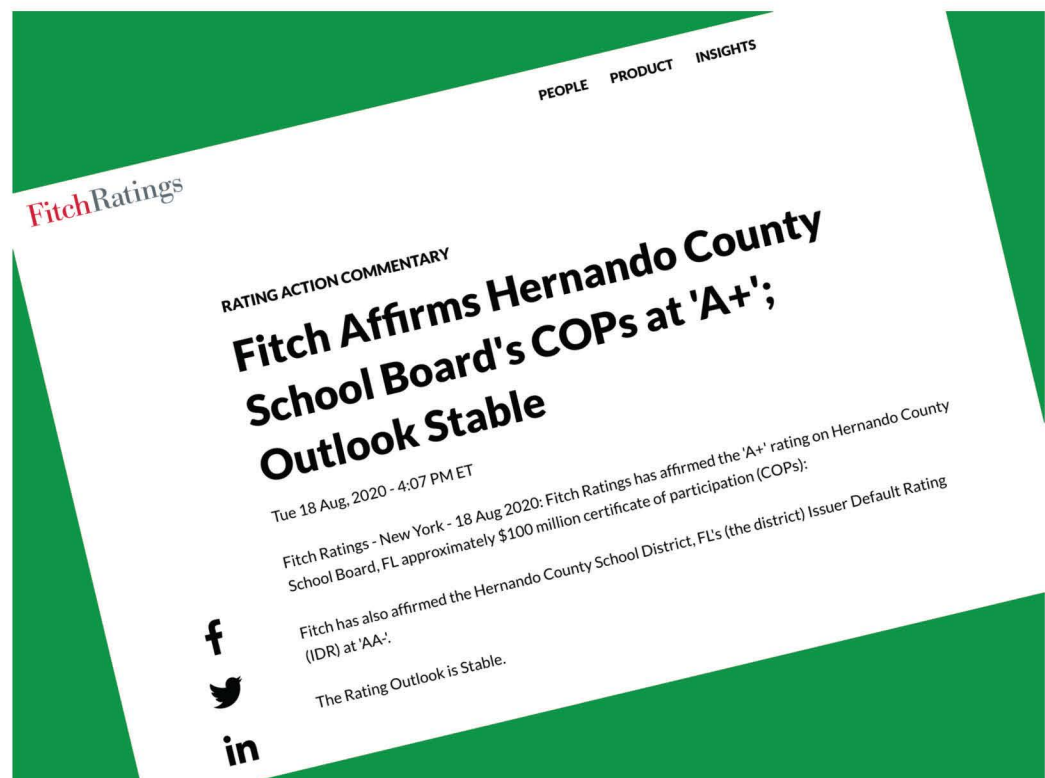 PEOPLE PRODUCT INSIGHTS
FitchRatings
RATING ACTION COMMENTARY
Fitch Affirms Hernando County
School Board's COPs at 'A+';
Outlook Stable
Tue 18 Aug, 2020 - 4:07 PM ET
Fitch Ratings - New York - 18 Aug 2020: Fitch Ratings has affirmed the 'A+' rating on Hernando County
School Board, FL approximately $100 million certificate of participation (COPs):
Fitch has also affirmed the Hernando County School District, FL's (the district) Issuer Default Rating
(IDR) at 'AA-'.
The Rating Outlook is Stable.